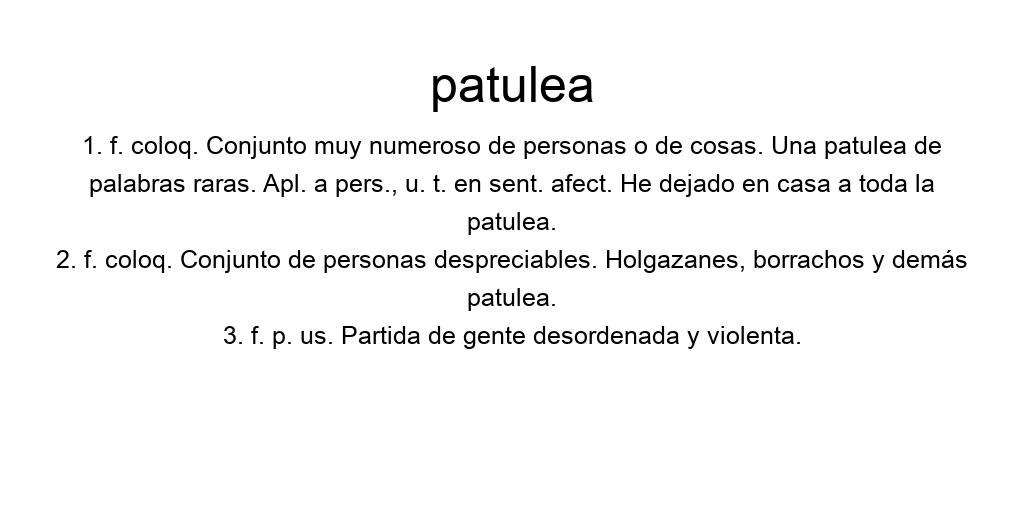 patulea
1. f. coloq. Conjunto muy numeroso de personas o de cosas. Una patulea de
palabras raras. Apl. a pers., u. t. en sent. afect. He dejado en casa a toda la
patulea.
2. f. coloq. Conjunto de personas despreciables. Holgazanes, borrachos y demás
patulea.
3. f. p. us. Partida de gente desordenada y violenta.